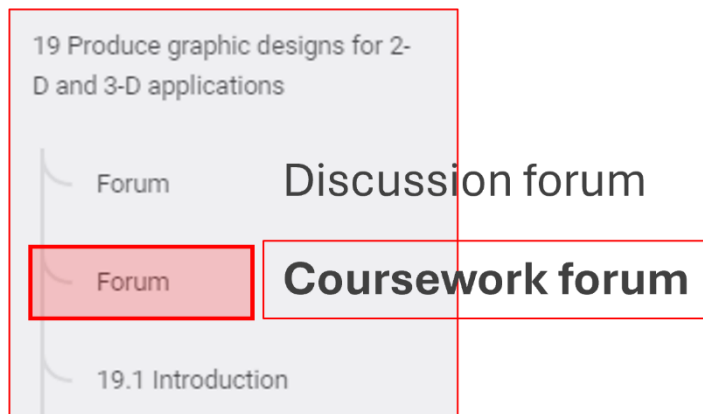 19 Produce graphic designs for 2-
D and 3-D applications
Forum
Discussion forum
Forum
Coursework forum
19.1 Introduction